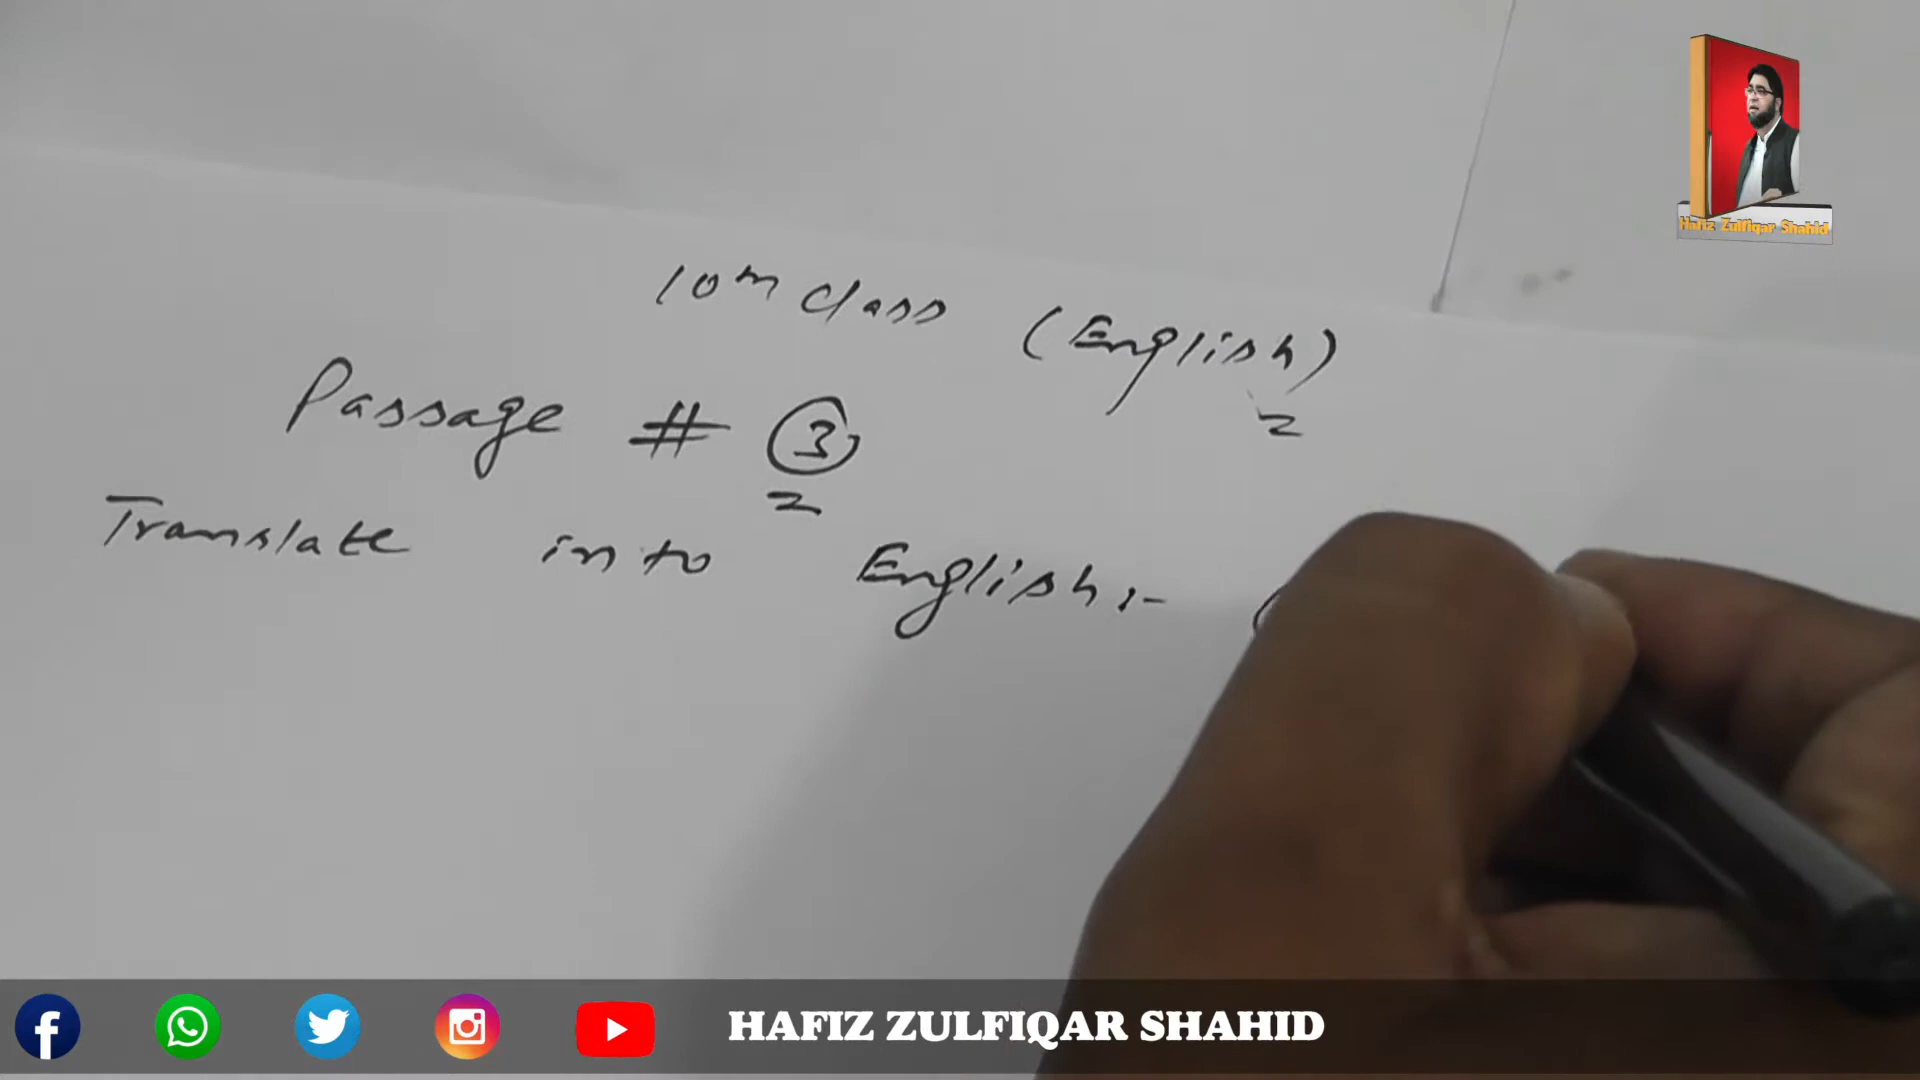 Hafiz Zulfiqar Shahid
10th class (English)
Passage # 3
Translate into English:-
HAFIZ ZULFIQAR SHAHID